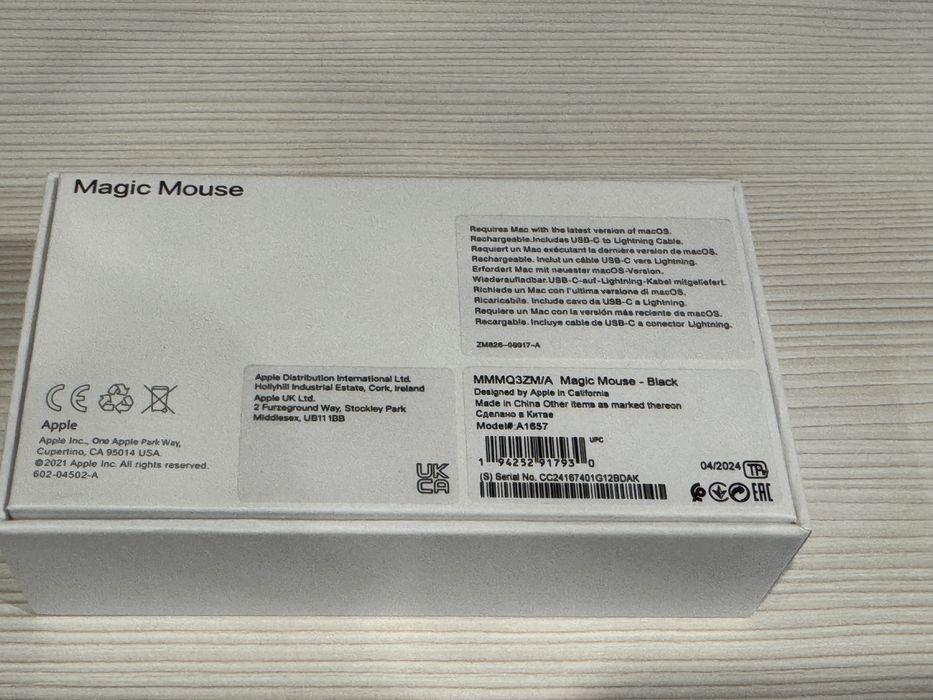 Magic Mouse
Requires Mac with the latest version of macOS.
Rechargeable.Includes USB-C to Lightning Cable.
Requiert un Mac exécutant la dernière version de macOS.
Rechargeable. Inclut un câble USB-C vers Lightning.
Erfordert Mac mit neuester macOS-Version.
Wiederaufladbar.USB-C-auf-Lightning-Kabel mitgeliefert.
Richiede un Mac con l'ultima versione di macOS.
Ricaricabile. Include cavo da USB-C a Lightning.
Requiere un Mac con la versión más reciente de macOS.
Recargable. Incluye cable de USB-C a conector Lightning.
ZM826-09917-A
CE
Apple
Apple Inc., One Apple Park Way,
Cupertino, CA 95014 USA.
©2021 Apple Inc. All rights reserved.
602-04502-A
Apple Distribution International Ltd.
Hollyhill Industrial Estate, Cork, Ireland
Apple UK Ltd.
2 Furzeground Way, Stockley Park
Middlesex, UB11 1BB
UK
CA
MMMQ3ZM/A Magic Mouse - Black
Designed by Apple in California
Made in China Other items as marked thereon
Сделано в Китае
Model#:A1657
UPC
1 94252 91793 0
(S) Serial No. CC24167401G12BDAK
04/2024
EAC